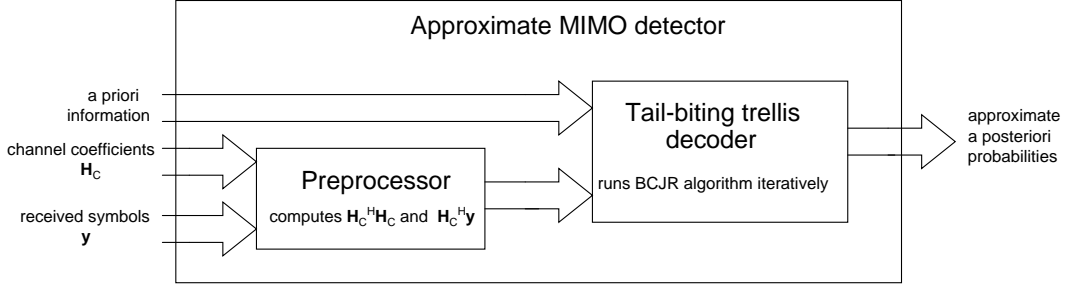 Approximate MIMO detector
a priori
information
channel coefficients
H_C
received symbols
y
Preprocessor
computes H_C^H H_C and H_C^H y
Tail-biting trellis
decoder
runs BCJR algorithm iteratively
approximate
a posteriori
probabilities